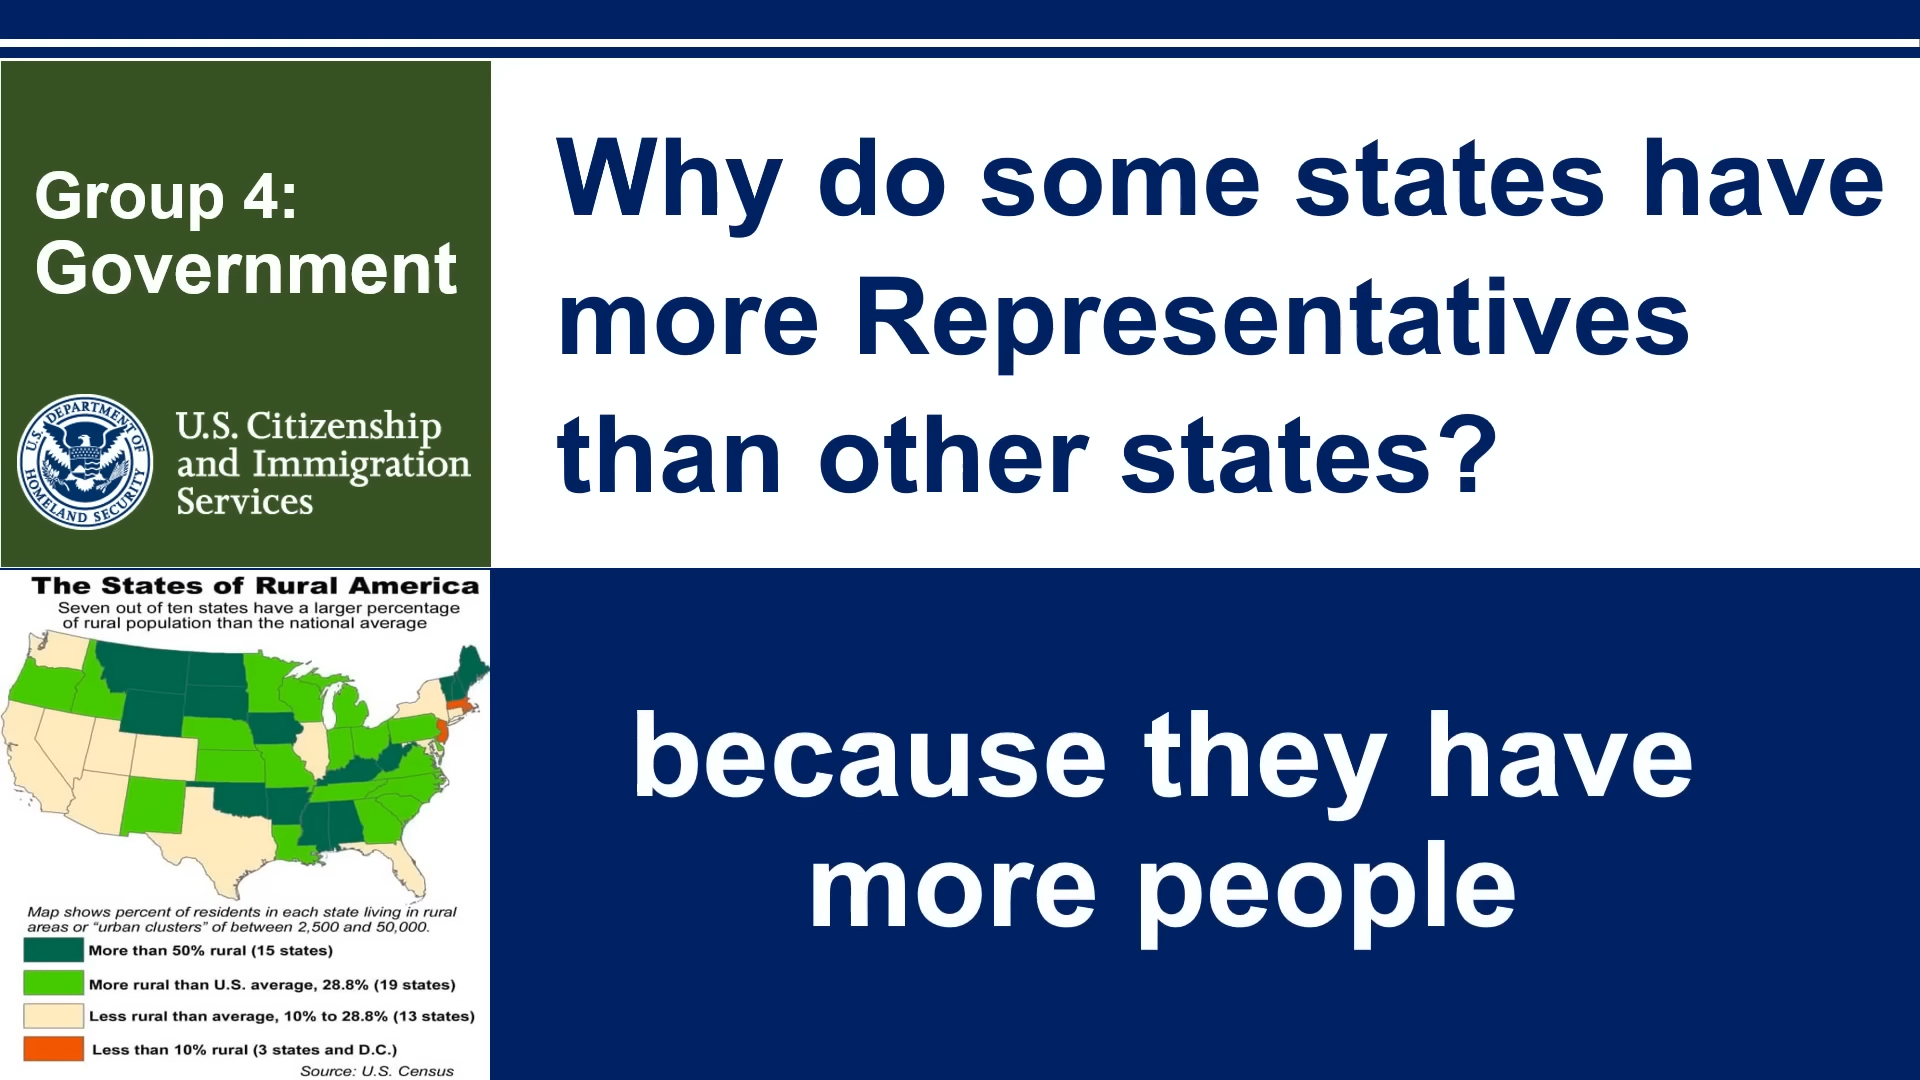 Group 4:
Government
U.S. DEPARTMENT OF
HOMELAND SECURITY
U.S. Citizenship
and Immigration
Services
Why do some states have
more Representatives
than other states?
The States of Rural America
Seven out of ten states have a larger percentage
of rural population than the national average
Map shows percent of residents in each state living in rural
areas or "urban clusters" of between 2,500 and 50,000.
More than 50% rural (15 states)
More rural than U.S. average, 28.8% (19 states)
Less rural than average, 10% to 28.8% (13 states)
Less than 10% rural (3 states and D.C.)
Source: U.S. Census
because they have
more people